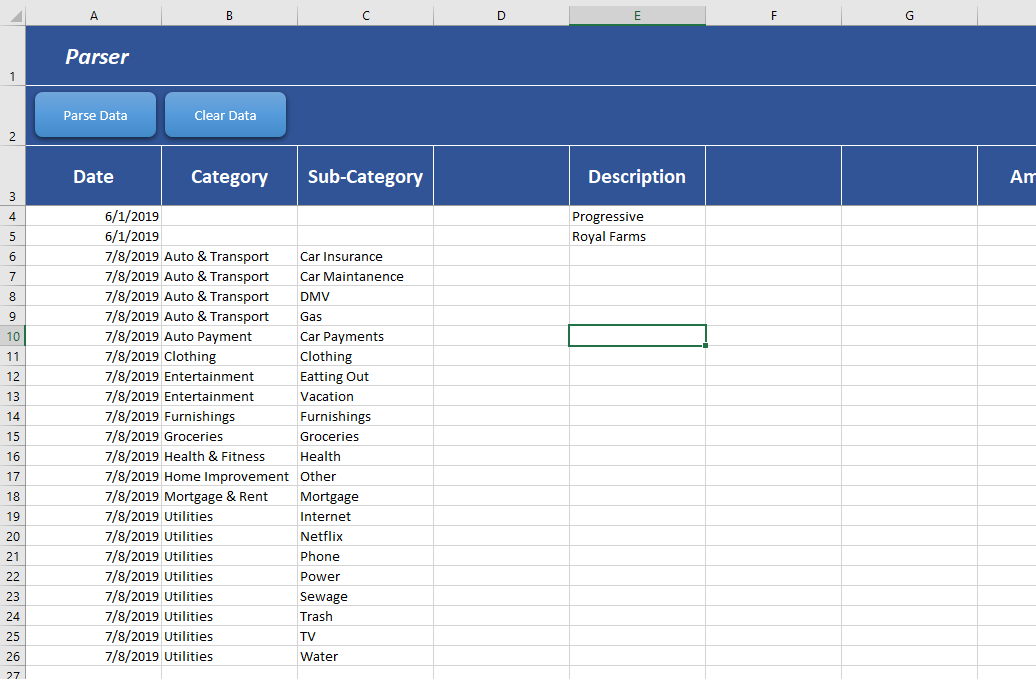 A B C D E F G
1 Parser
2 Parse Data Clear Data
3 Date Category Sub-Category Description Am
4 6/1/2019 Progressive
5 6/1/2019 Royal Farms
6 7/8/2019 Auto & Transport Car Insurance
7 7/8/2019 Auto & Transport Car Maintanence
8 7/8/2019 Auto & Transport DMV
9 7/8/2019 Auto & Transport Gas
10 7/8/2019 Auto Payment Car Payments
11 7/8/2019 Clothing Clothing
12 7/8/2019 Entertainment Eatting Out
13 7/8/2019 Entertainment Vacation
14 7/8/2019 Furnishings Furnishings
15 7/8/2019 Groceries Groceries
16 7/8/2019 Health & Fitness Health
17 7/8/2019 Home Improvement Other
18 7/8/2019 Mortgage & Rent Mortgage
19 7/8/2019 Utilities Internet
20 7/8/2019 Utilities Netflix
21 7/8/2019 Utilities Phone
22 7/8/2019 Utilities Power
23 7/8/2019 Utilities Sewage
24 7/8/2019 Utilities Trash
25 7/8/2019 Utilities TV
26 7/8/2019 Utilities Water
27